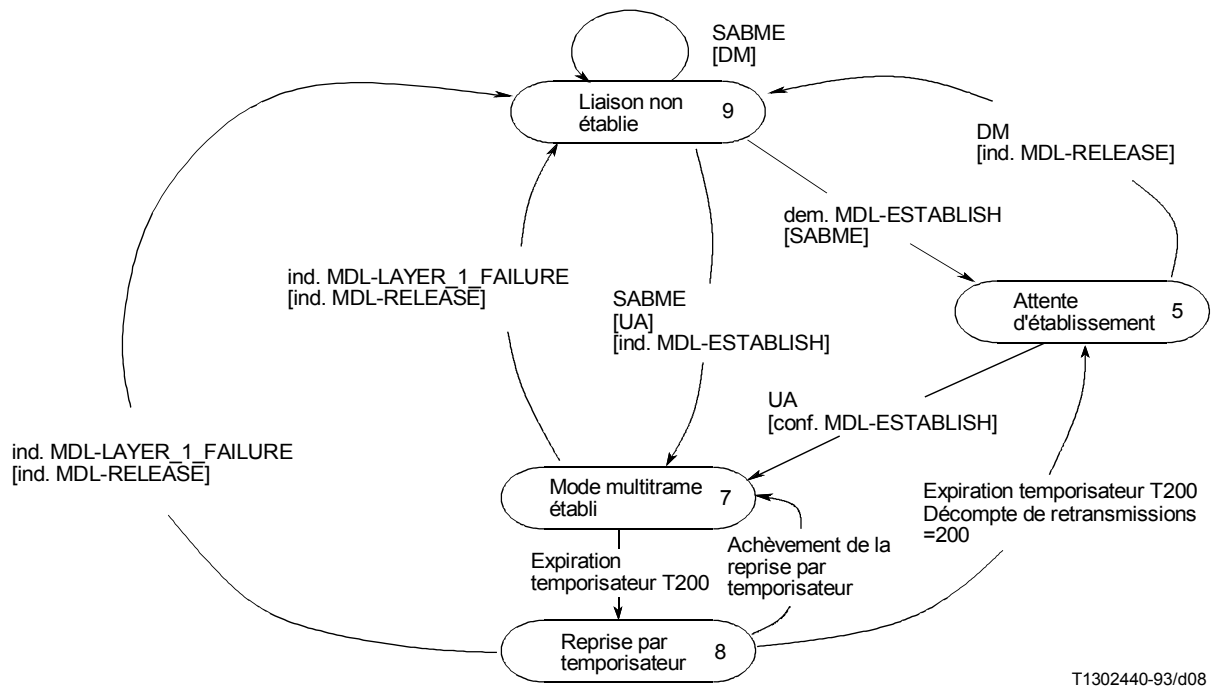 SABME
[DM]
Liaison non
établie
9
DM
[ind. MDL-RELEASE]
dem. MDL-ESTABLISH
[SABME]
ind. MDL-LAYER_1_FAILURE
[ind. MDL-RELEASE]
SABME
[UA]
[ind. MDL-ESTABLISH]
Attente
d'établissement
5
UA
[conf. MDL-ESTABLISH]
ind. MDL-LAYER_1_FAILURE
[ind. MDL-RELEASE]
Mode multitrame
établi
7
Expiration temporisateur T200
Décompte de retransmissions
=200
Expiration
temporisateur T200
Achèvement de la
reprise par
temporisateur
Reprise par
temporisateur
8
T1302440-93/d08